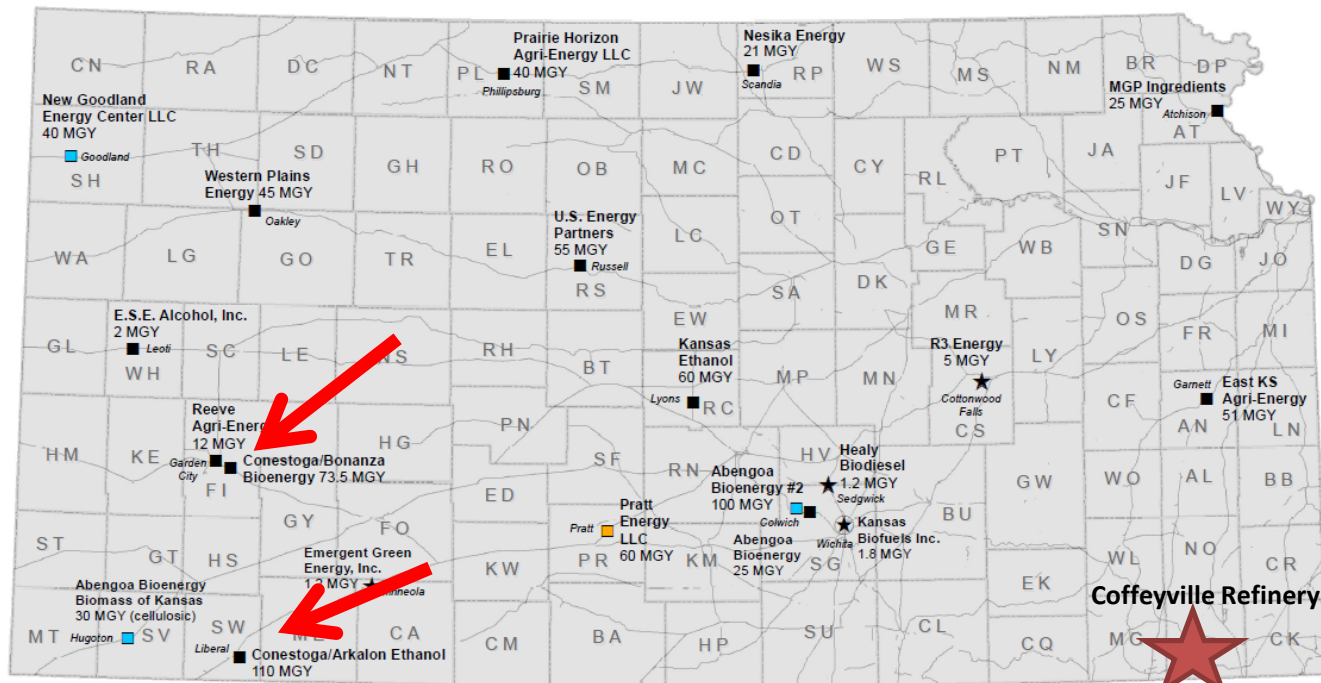 CN
RA
DC
NT
PL
Prairie Horizon
Agri-Energy LLC
40 MGY
Phillipsburg
SM
JW
Nesika Energy
21 MGY
Scandia
RP
WS
MS
NM
BR
DP
MGP Ingredients
25 MGY
Atchison
AT
New Goodland
Energy Center LLC
40 MGY
Goodland
SH
TH
SD
GH
RO
OB
MC
CD
CY
RL
PT
JA
JF
LV
WY
Western Plains
Energy 45 MGY
Oakley
U.S. Energy
Partners
55 MGY
Russell
RS
WA
LG
GO
TR
EL
LC
OT
SA
DK
GE
WB
SN
DG
JO
E.S.E. Alcohol, Inc.
2 MGY
Leoti
GL
WH
SC
LE
NS
RH
BT
EW
Kansas
Ethanol
60 MGY
Lyons
RC
MP
MN
MR
R3 Energy
5 MGY
Cottonwood
Falls
CS
LY
OS
FR
MI
Garnett
East KS
Agri-Energy
51 MGY
AN
LN
CF
Reeve
12 MGY
Garden
City
Conestoga/Bonanza
Bioenergy 73.5 MGY
HM
KE
FI
HG
PN
SF
RN
HV
Healy
Biodiesel
1.2 MGY
Sedgwick
Abengoa
Bioenergy #2
100 MGY
Colwich
Abengoa
Bioenergy
25 MGY
Wichita
Kansas
Biofuels Inc.
1.8 MGY
SG
BU
GW
WO
AL
BB
GY
FO
ED
Pratt
Pratt
Energy
LLC
60 MGY
PR
KM
ST
GT
HS
Emergent Green
Energy, Inc.
MGY
KW
EK
WL
NO
CR
Abengoa Bioenergy
Biomass of Kansas
30 MGY (cellulosic)
Hugoton
MT
SV
SW
Liberal
Conestoga/Arkalon Ethanol
110 MGY
CA
CM
BA
HP
SU
CL
CQ
MG
CK
Coffeyville Refinery